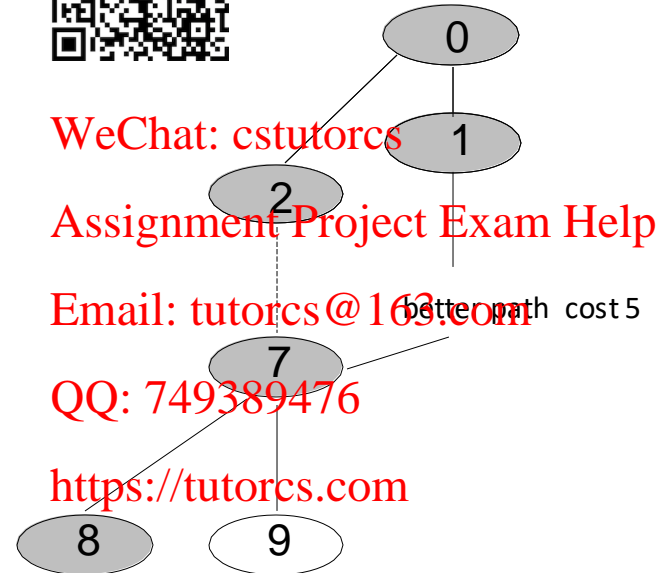 0
WeChat: cstutorcs
1
2
Assignment Project Exam Help
Email: tutorcs@163.com
better path cost 5
7
QQ: 749389476
https://tutorcs.com
8
9